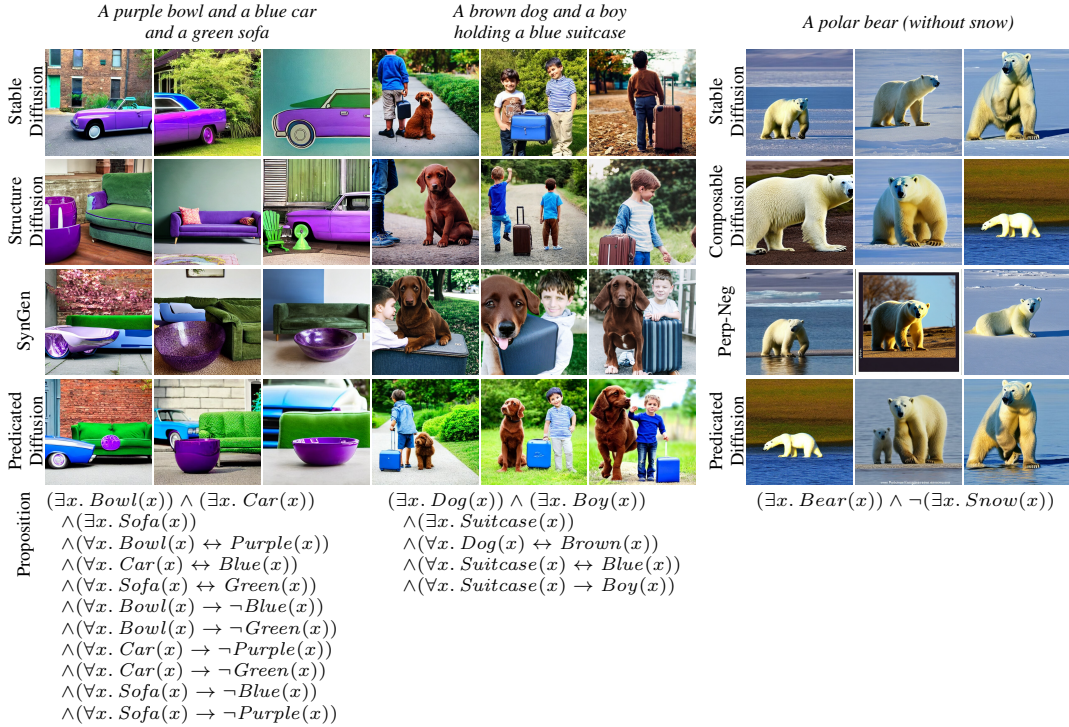 A purple bowl and a blue car
and a green sofa
A brown dog and a boy
holding a blue suitcase
A polar bear (without snow)
Stable
Diffusion
Stable
Diffusion
Structure
Diffusion
Composable
Diffusion
SynGen
Perp-Neg
Predicated
Diffusion
Predicated
Diffusion
Proposition
(∃x. Bowl(x)) ∧ (∃x. Car(x))
∧(∃x. Sofa(x))
∧(∀x. Bowl(x) ↔ Purple(x))
∧(∀x. Car(x) ↔ Blue(x))
∧(∀x. Sofa(x) ↔ Green(x))
∧(∀x. Bowl(x) → ¬Blue(x))
∧(∀x. Bowl(x) → ¬Green(x))
∧(∀x. Car(x) → ¬Purple(x))
∧(∀x. Car(x) → ¬Green(x))
∧(∀x. Sofa(x) → ¬Blue(x))
∧(∀x. Sofa(x) → ¬Purple(x))
(∃x. Dog(x)) ∧ (∃x. Boy(x))
∧(∃x. Suitcase(x))
∧(∀x. Dog(x) ↔ Brown(x))
∧(∀x. Suitcase(x) ↔ Blue(x))
∧(∀x. Suitcase(x) → Boy(x))
(∃x. Bear(x)) ∧ ¬(∃x. Snow(x))